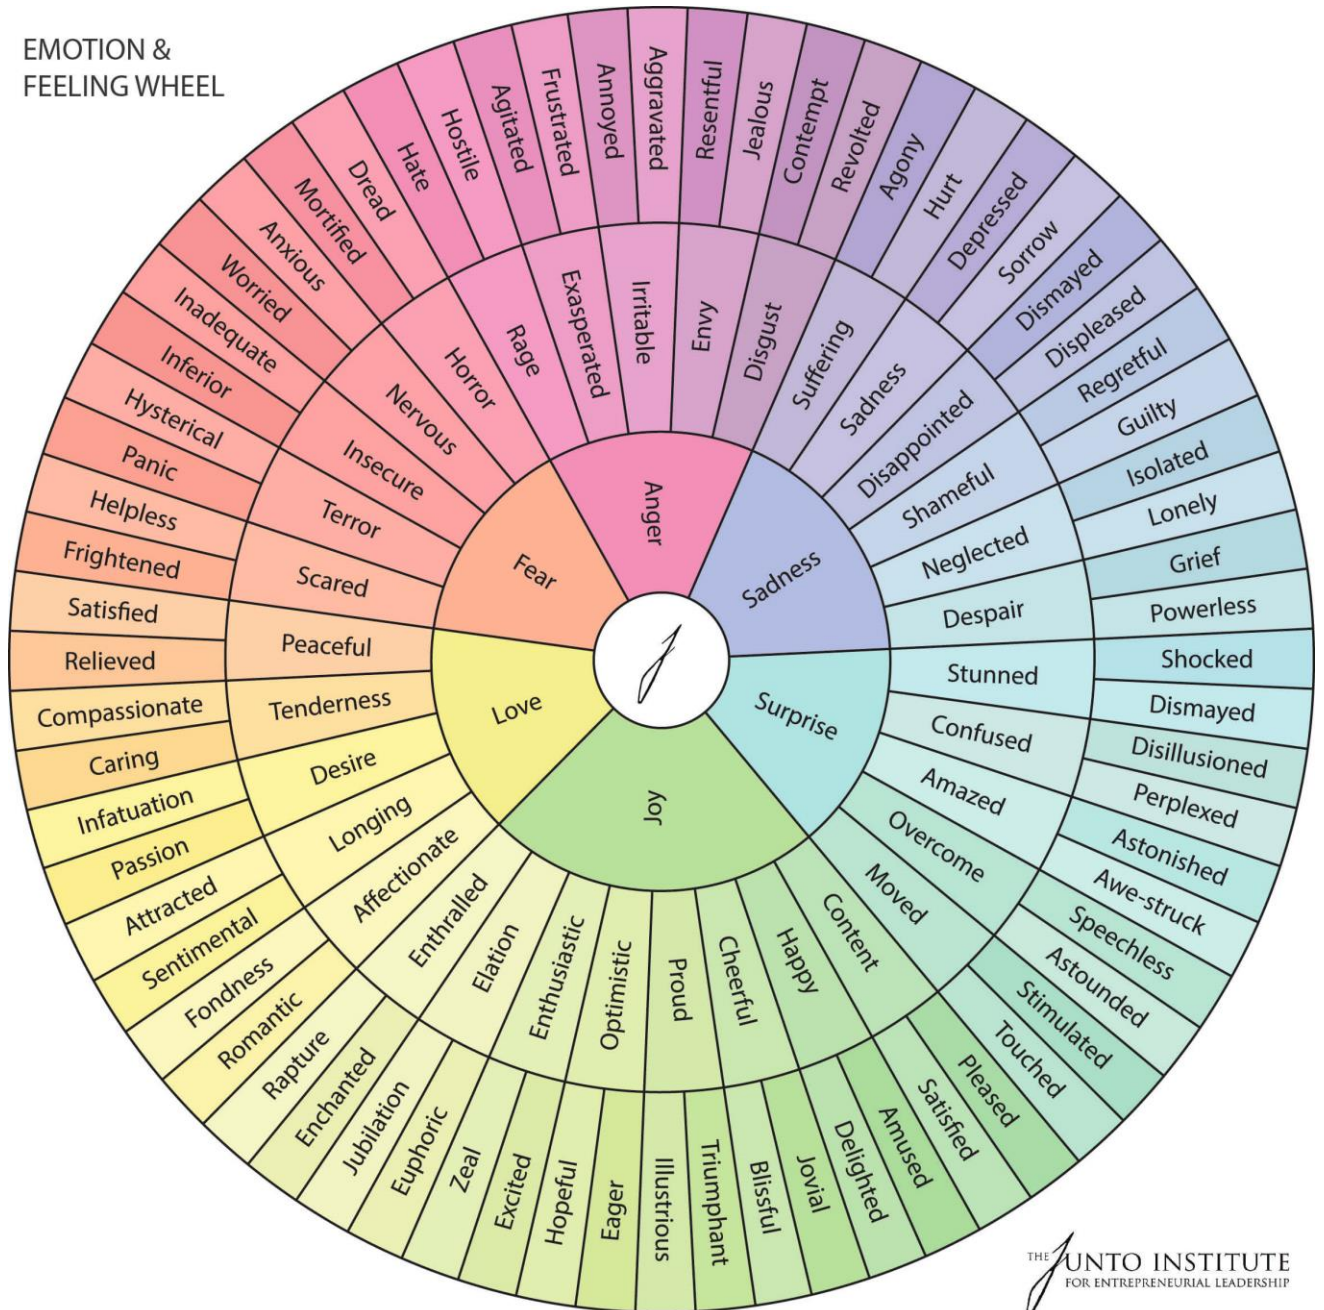 EMOTION &
FEELING WHEEL
Anger
Sadness
Surprise
Joy
Love
Fear
Rage
Exasperated
Irritable
Envy
Disgust
Suffering
Sadness
Disappointed
Shameful
Neglected
Despair
Stunned
Confused
Amazed
Overcome
Moved
Content
Happy
Cheerful
Proud
Optimistic
Enthusiastic
Elation
Enthralled
Affectionate
Longing
Desire
Tenderness
Peaceful
Scared
Terror
Insecure
Nervous
Horror
Hate
Hostile
Agitated
Frustrated
Annoyed
Aggravated
Resentful
Jealous
Contempt
Revolted
Agony
Hurt
Depressed
Sorrow
Dismayed
Displeased
Regretful
Guilty
Isolated
Lonely
Grief
Powerless
Shocked
Dismayed
Disillusioned
Perplexed
Astonished
Awe-struck
Speechless
Astounded
Stimulated
Touched
Pleased
Satisfied
Amused
Delighted
Jovial
Blissful
Triumphant
Illustrious
Eager
Hopeful
Excited
Zeal
Euphoric
Jubilation
Enchanted
Rapture
Romantic
Fondness
Sentimental
Attracted
Passion
Infatuation
Caring
Compassionate
Relieved
Satisfied
Frightened
Helpless
Panic
Hysterical
Inferior
Inadequate
Worried
Anxious
Mortified
Dread
THE JUNTO INSTITUTE
FOR ENTREPRENEURIAL LEADERSHIP